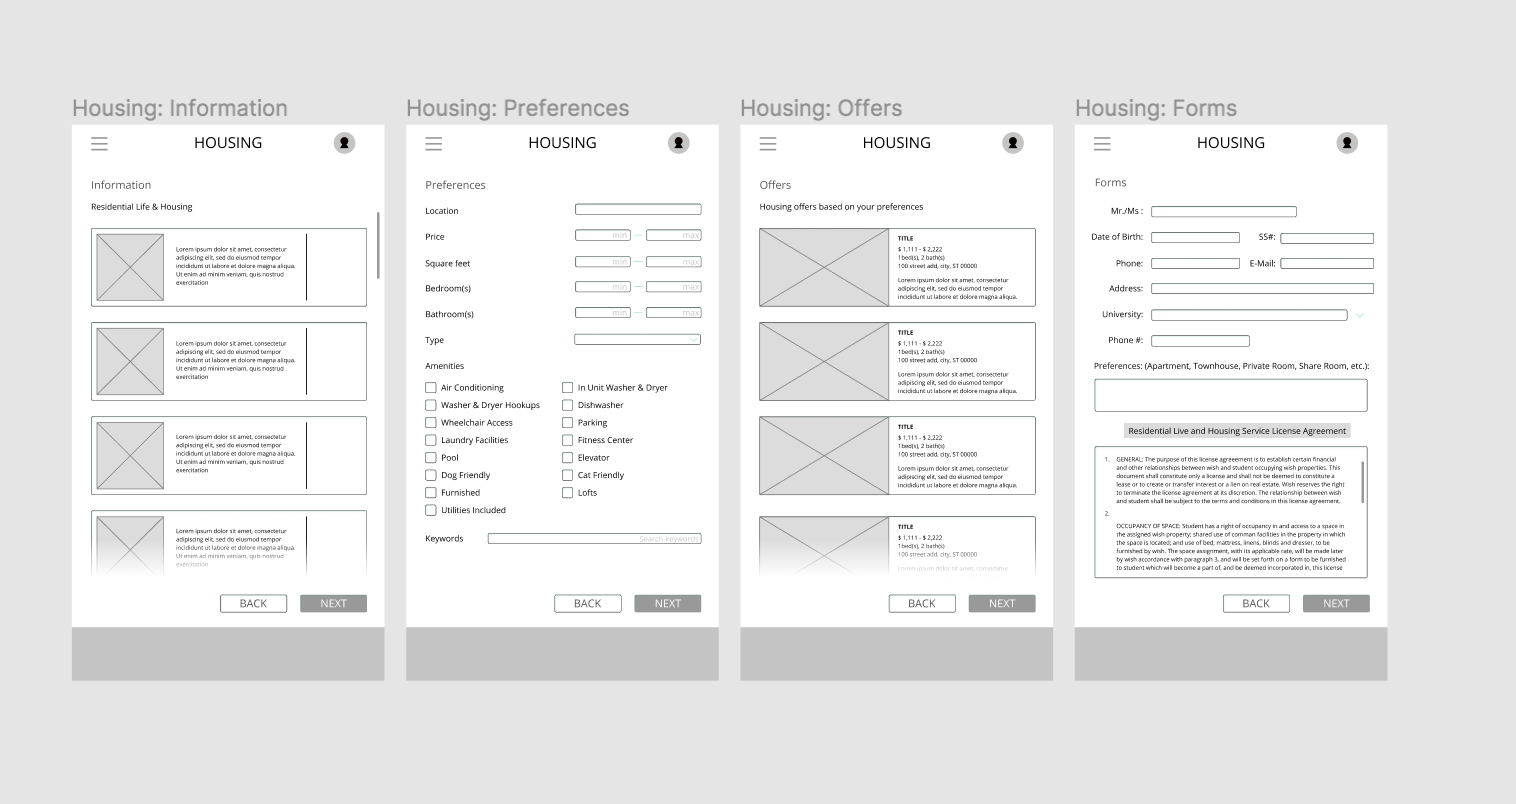 Housing: Information
HOUSING
Information
Residential Life & Housing
Lorem ipsum dolor sit amet, consectetur
adipiscing elit, sed do eiusmod tempor
incididunt ut labore et dolore magna aliqua.
Ut enim ad minim veniam, quis nostrud
exercitation
Lorem ipsum dolor sit amet, consectetur
adipiscing elit, sed do eiusmod tempor
incididunt ut labore et dolore magna aliqua.
Ut enim ad minim veniam, quis nostrud
exercitation
Lorem ipsum dolor sit amet, consectetur
adipiscing elit, sed do eiusmod tempor
incididunt ut labore et dolore magna aliqua.
Ut enim ad minim veniam, quis nostrud
exercitation
Lorem ipsum dolor sit amet, consectetur
adipiscing elit, sed do eiusmod tempor
incididunt ut labore et dolore magna aliqua.
Ut enim ad minim veniam, quis nostrud
exercitation
BACK
NEXT
Housing: Preferences
HOUSING
Preferences
Location
Price
min
max
Square feet
min
max
Bedroom(s)
min
max
Bathroom(s)
min
max
Type
Amenities
Air Conditioning
In Unit Washer & Dryer
Washer & Dryer Hookups
Dishwasher
Wheelchair Access
Parking
Laundry Facilities
Fitness Center
Pool
Elevator
Dog Friendly
Cat Friendly
Furnished
Lofts
Utilities Included
Keywords
Search keywords
BACK
NEXT
Housing: Offers
HOUSING
Offers
Housing offers based on your preferences
TITLE
$ 1,111 - $ 2,222
1bed(s), 2 bath(s)
100 street add, city, ST 00000
Lorem ipsum dolor sit amet, consectetur
adipiscing elit, sed do eiusmod tempor
incididunt ut labore et dolore magna aliqua.
TITLE
$ 1,111 - $ 2,222
1bed(s), 2 bath(s)
100 street add, city, ST 00000
Lorem ipsum dolor sit amet, consectetur
adipiscing elit, sed do eiusmod tempor
incididunt ut labore et dolore magna aliqua.
TITLE
$ 1,111 - $ 2,222
1bed(s), 2 bath(s)
100 street add, city, ST 00000
Lorem ipsum dolor sit amet, consectetur
adipiscing elit, sed do eiusmod tempor
incididunt ut labore et dolore magna aliqua.
TITLE
$ 1,111 - $ 2,222
1bed(s), 2 bath(s)
100 street add, city, ST 00000
Lorem ipsum dolor sit amet, consectetur
BACK
NEXT
Housing: Forms
HOUSING
Forms
Mr./Ms :
Date of Birth:
SS#:
Phone:
E-Mail:
Address:
University:
Phone #:
Preferences: (Apartment, Townhouse, Private Room, Share Room, etc.):
Residential Live and Housing Service License Agreement
1. GENERAL: The purpose of this license agreeement is to establish certain financial
and other relationships between wish and student occupying wish properties. This
document shall constitute only a license and shall not be deemed to constitute a
lease or to create or transfer interest or a lien on real estate. Wish reserves the right
to terminate the license agreement at its discretion. The relationship between wish
and student shall be subject to the terms and conditions in this license agreement.
2.
OCCUPANCY OF SPACE: Student has a right of occupancy in and access to a space in
the assigned wish property; shared use of comman facilities in the property in which
the space is located; and use of bed, mattress, linens, blinds and dresser, to be
furnished by wish. The space assignment, with its applicable rate, will be made later
by wish accordance with paragraph 3, and will be set forth on a form to be furnished
to student which will become a part of, and be deemed incorporated in, this license
BACK
NEXT